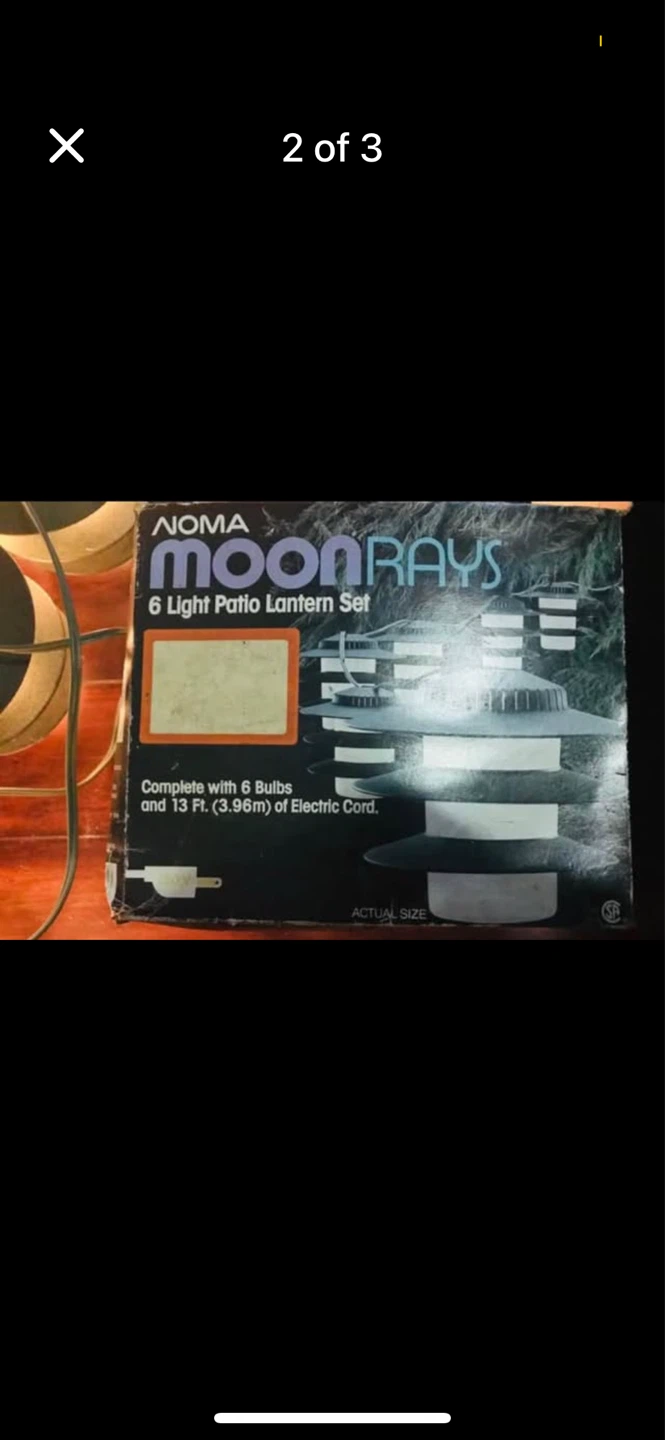 2 of 3
NOMA
moonRAYS
6 Light Patio Lantern Set
Complete with 6 Bulbs
and 13 Ft. (3.96m) of Electric Cord.
ACTUAL SIZE
CSA